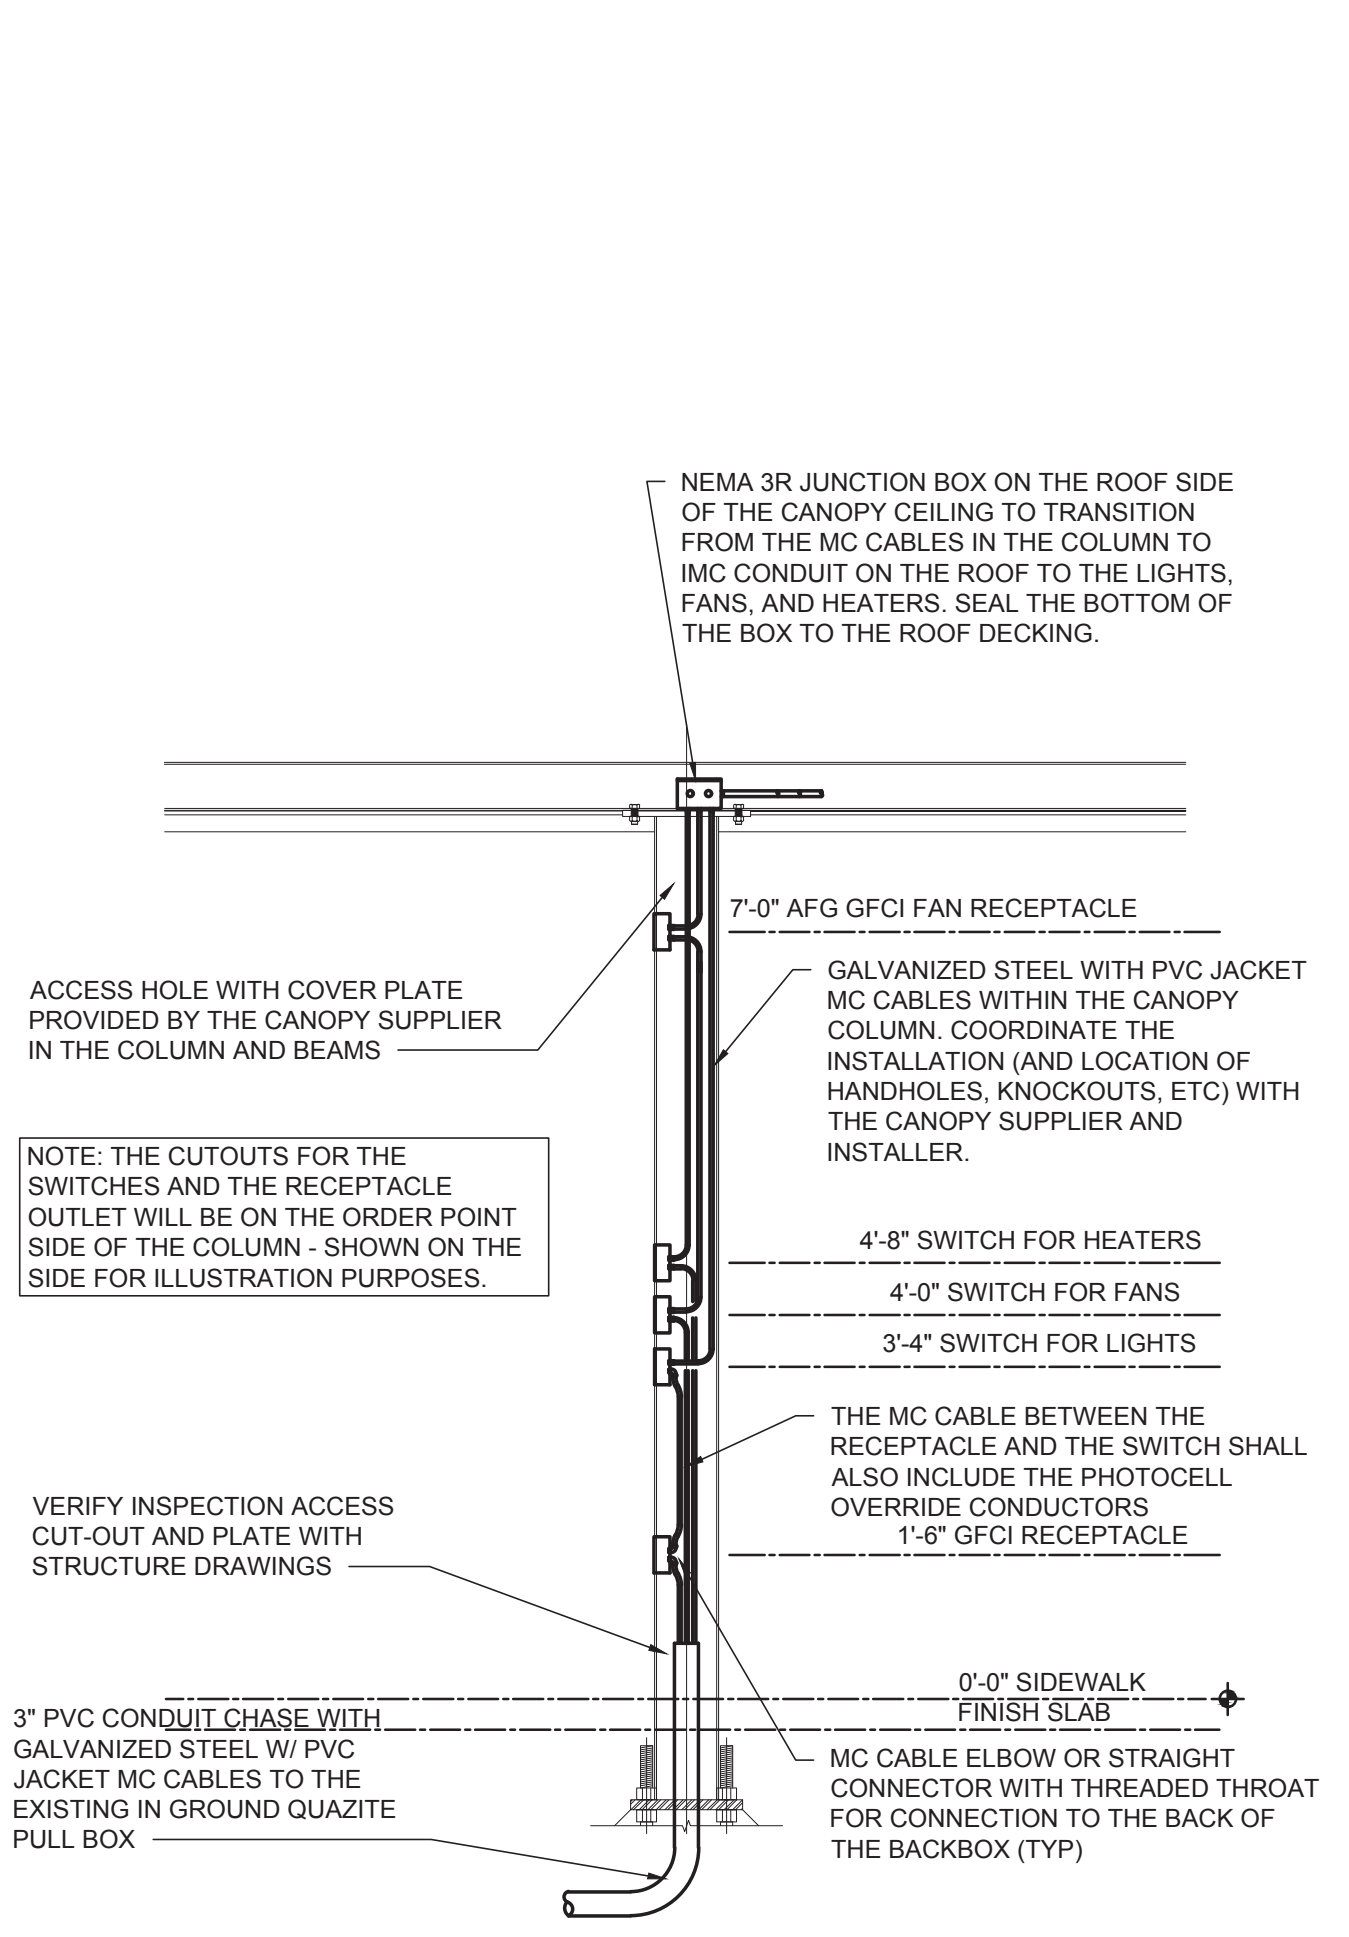 NEMA 3R JUNCTION BOX ON THE ROOF SIDE
OF THE CANOPY CEILING TO TRANSITION
FROM THE MC CABLES IN THE COLUMN TO
IMC CONDUIT ON THE ROOF TO THE LIGHTS,
FANS, AND HEATERS. SEAL THE BOTTOM OF
THE BOX TO THE ROOF DECKING.
7'-0" AFG GFCI FAN RECEPTACLE
ACCESS HOLE WITH COVER PLATE
PROVIDED BY THE CANOPY SUPPLIER
IN THE COLUMN AND BEAMS
GALVANIZED STEEL WITH PVC JACKET
MC CABLES WITHIN THE CANOPY
COLUMN. COORDINATE THE
INSTALLATION (AND LOCATION OF
HANDHOLES, KNOCKOUTS, ETC) WITH
THE CANOPY SUPPLIER AND
INSTALLER.
NOTE: THE CUTOUTS FOR THE
SWITCHES AND THE RECEPTACLE
OUTLET WILL BE ON THE ORDER POINT
SIDE OF THE COLUMN - SHOWN ON THE
SIDE FOR ILLUSTRATION PURPOSES.
4'-8" SWITCH FOR HEATERS
4'-0" SWITCH FOR FANS
3'-4" SWITCH FOR LIGHTS
THE MC CABLE BETWEEN THE
RECEPTACLE AND THE SWITCH SHALL
ALSO INCLUDE THE PHOTOCELL
OVERRIDE CONDUCTORS
1'-6" GFCI RECEPTACLE
VERIFY INSPECTION ACCESS
CUT-OUT AND PLATE WITH
STRUCTURE DRAWINGS
0'-0" SIDEWALK
FINISH SLAB
3" PVC CONDUIT CHASE WITH
GALVANIZED STEEL W/ PVC
JACKET MC CABLES TO THE
EXISTING IN GROUND QUAZITE
PULL BOX
MC CABLE ELBOW OR STRAIGHT
CONNECTOR WITH THREADED THROAT
FOR CONNECTION TO THE BACK OF
THE BACKBOX (TYP)